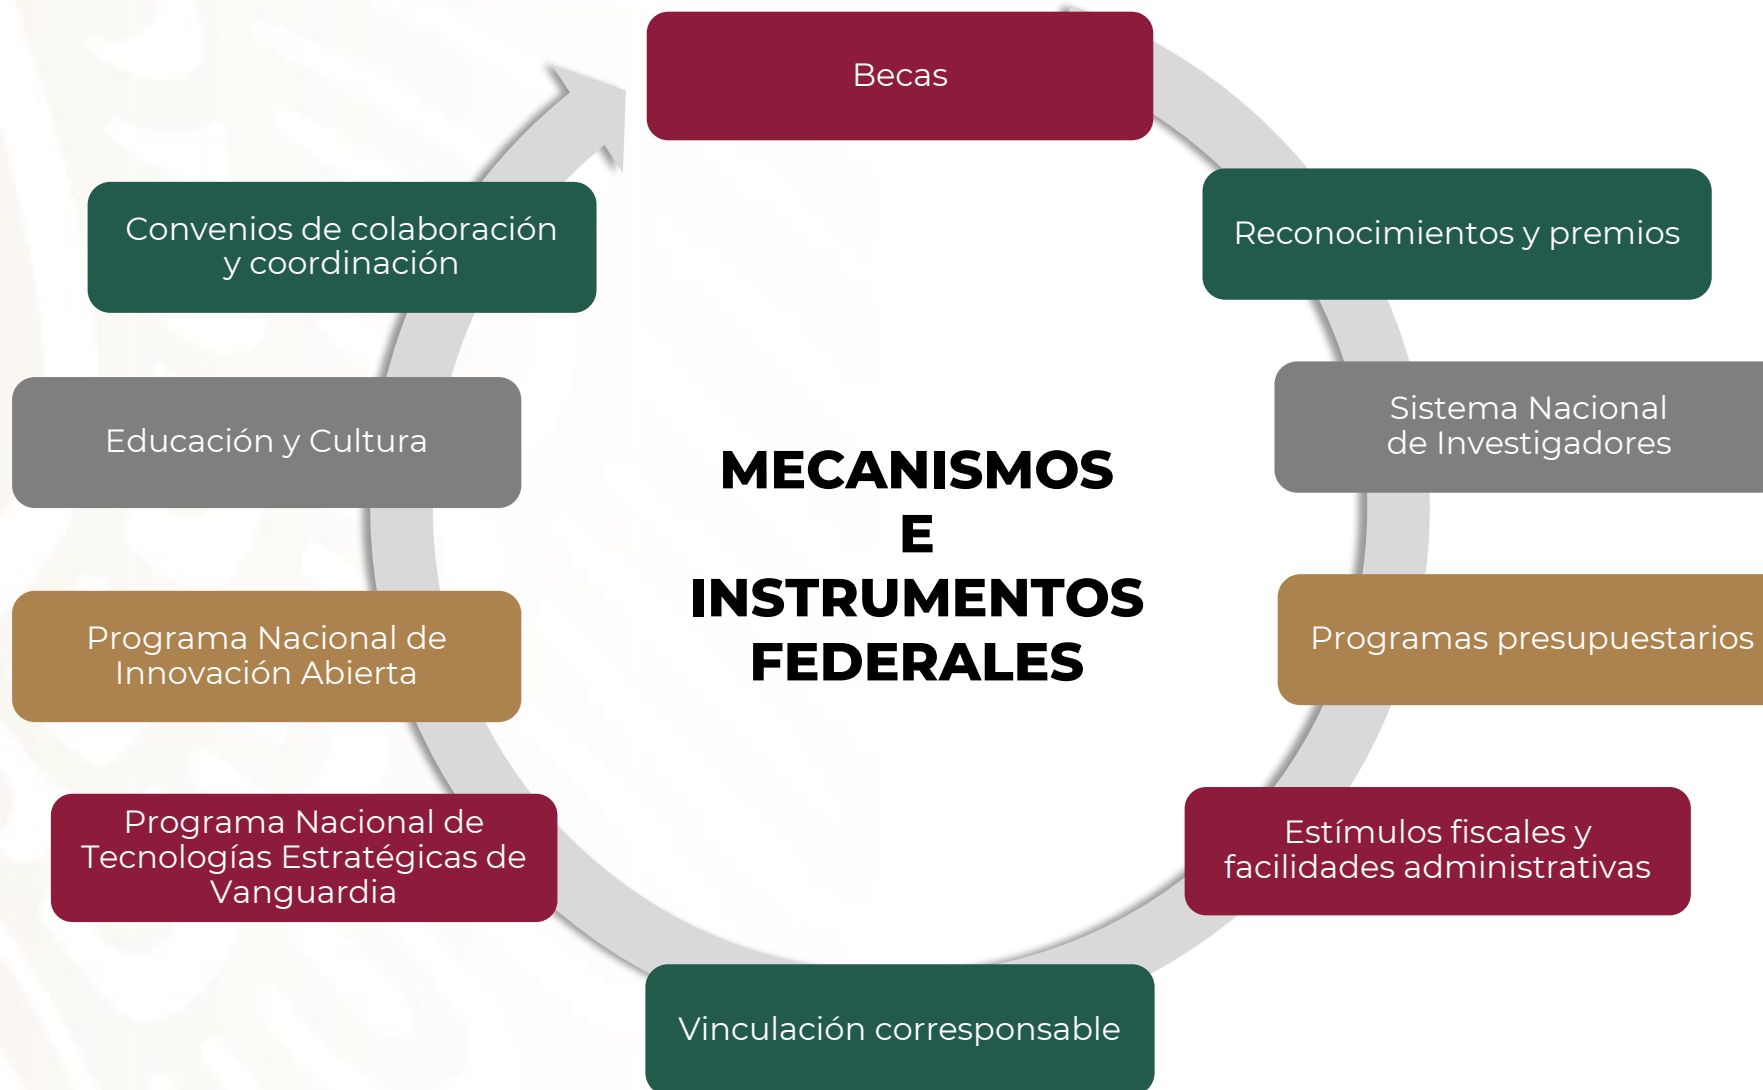 Becas
Reconocimientos y premios
Sistema Nacional
de Investigadores
Programas presupuestarios
Estímulos fiscales y
facilidades administrativas
Vinculación corresponsable
Programa Nacional de
Tecnologías Estratégicas de
Vanguardia
Programa Nacional de
Innovación Abierta
Educación y Cultura
Convenios de colaboración
y coordinación
MECANISMOS
E
INSTRUMENTOS
FEDERALES